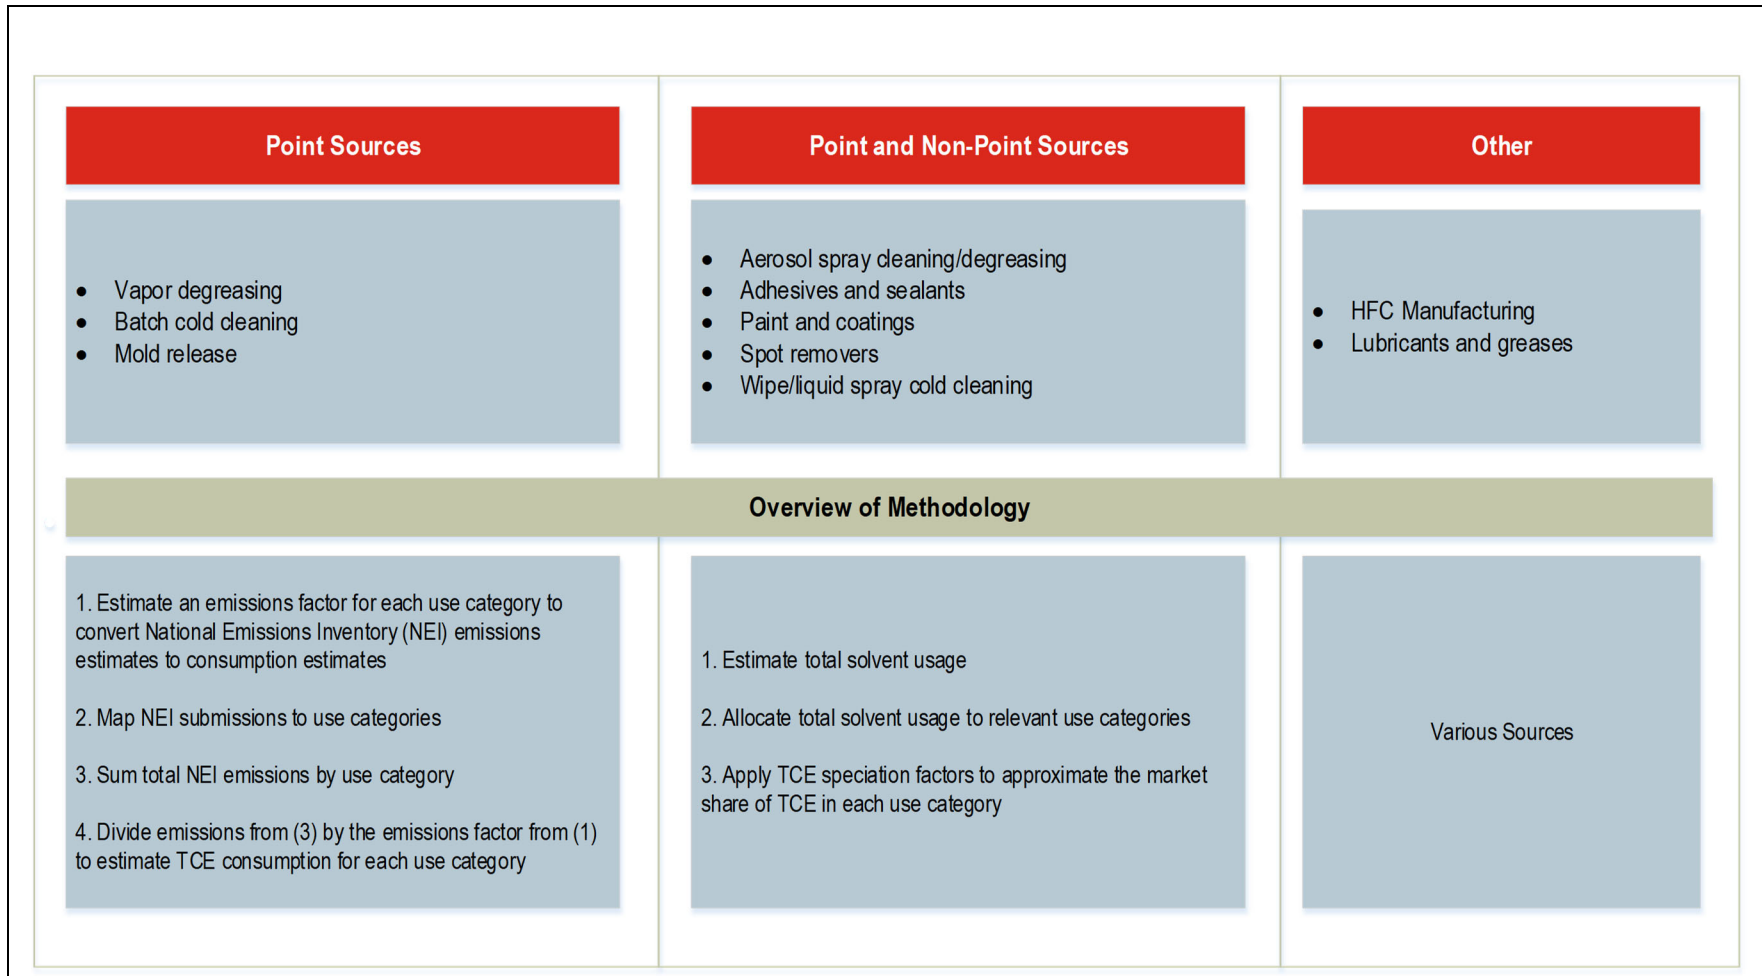 Point Sources
Point and Non-Point Sources
Other
● Vapor degreasing
● Batch cold cleaning
● Mold release
● Aerosol spray cleaning/degreasing
● Adhesives and sealants
● Paint and coatings
● Spot removers
● Wipe/liquid spray cold cleaning
● HFC Manufacturing
● Lubricants and greases
Overview of Methodology
1. Estimate an emissions factor for each use category to
convert National Emissions Inventory (NEI) emissions
estimates to consumption estimates
2. Map NEI submissions to use categories
3. Sum total NEI emissions by use category
4. Divide emissions from (3) by the emissions factor from (1)
to estimate TCE consumption for each use category
1. Estimate total solvent usage
2. Allocate total solvent usage to relevant use categories
3. Apply TCE speciation factors to approximate the market
share of TCE in each use category
Various Sources